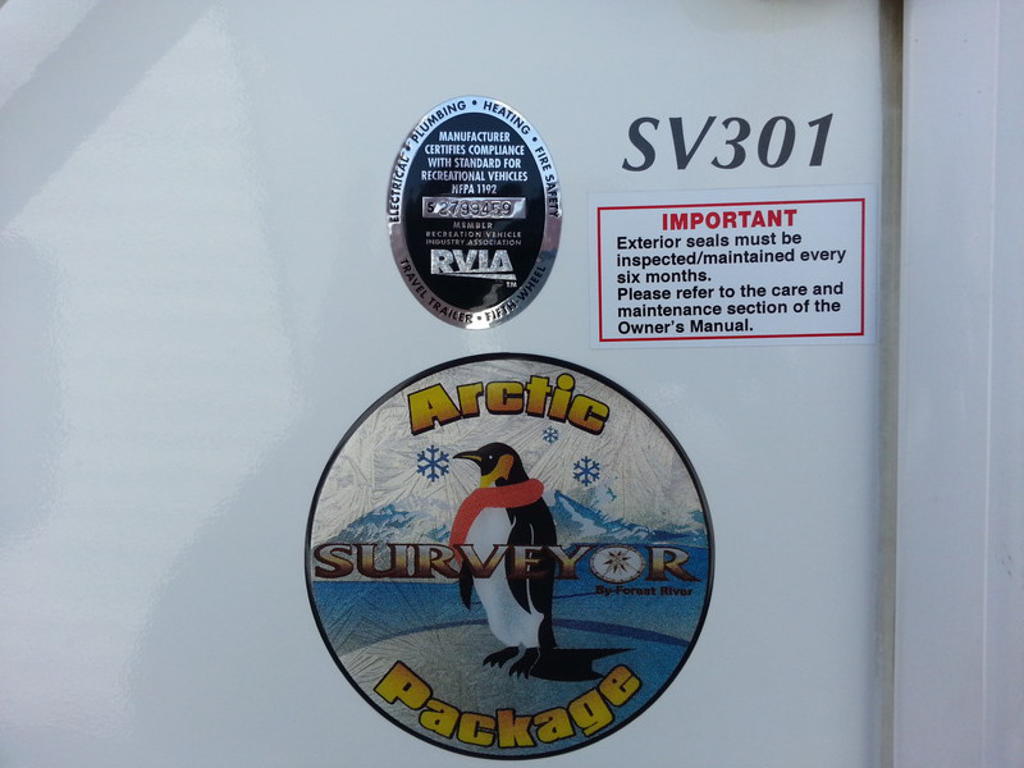 ELECTRICAL • PLUMBING • HEATING • FIRE SAFETY
MANUFACTURER
CERTIFIES COMPLIANCE
WITH STANDARD FOR
RECREATIONAL VEHICLES
NFPA 1192
S 2799459
MEMBER
RECREATION VEHICLE
INDUSTRY ASSOCIATION
RVIA
TM
TRAVEL TRAILER • FIFTH WHEEL
SV301
IMPORTANT
Exterior seals must be
inspected/maintained every
six months.
Please refer to the care and
maintenance section of the
Owner's Manual.
Arctic
SURVEYOR
By Forest River
Package